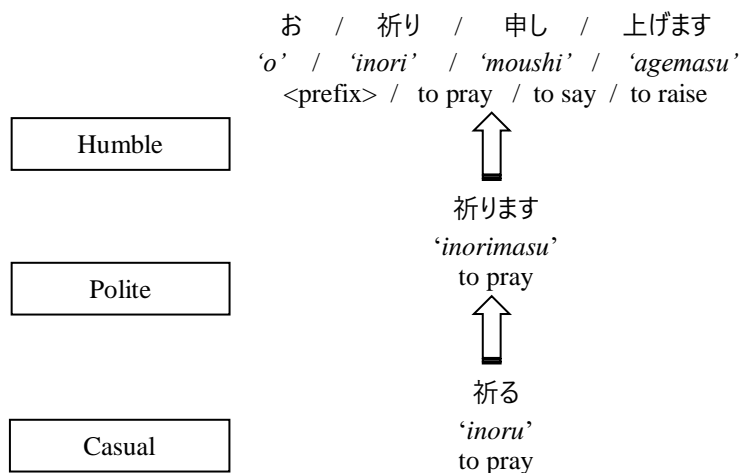 お / 祈り / 申し / 上げます
‘o’ / ‘inori’ / ‘moushi’ / ‘agemasu’
<prefix> / to pray / to say / to raise
Humble
祈ります
‘inorimasu’
to pray
Polite
祈る
‘inoru’
to pray
Casual